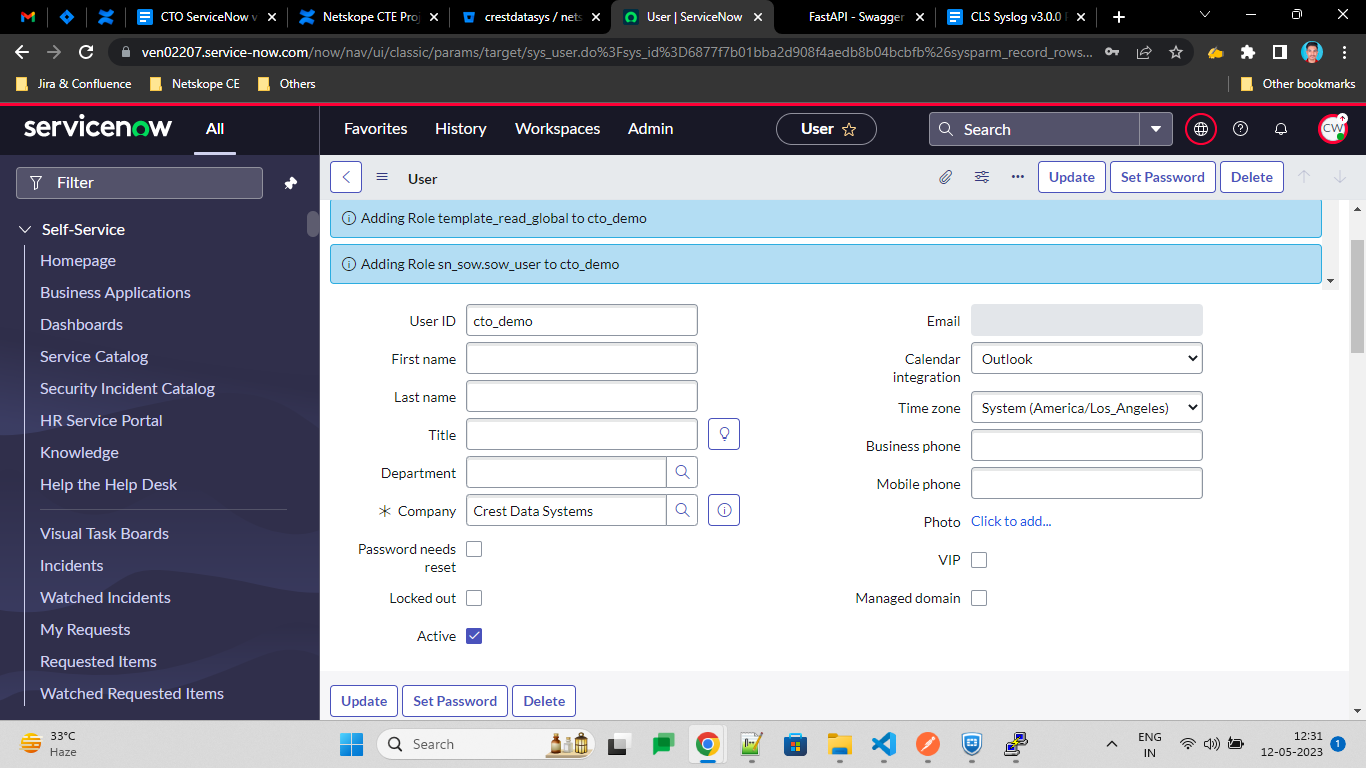 CTO ServiceNow v
Netskope CTE Proj
crestdatasys / nets
User | ServiceNow
FastAPI - Swagger
CLS Syslog v3.0.0
ven02207.service-now.com/now/nav/ui/classic/params/target/sys_user.do%3Fsys_id%3D6877f7b01bba2d908f4aedb8b04bcbfb%26sysparm_record_rows...
Jira & Confluence
Netskope CE
Others
Other bookmarks
servicenow
All
Favorites
History
Workspaces
Admin
User
Search
CW
Filter
User
Update
Set Password
Delete
Self-Service
Homepage
Business Applications
Dashboards
Service Catalog
Security Incident Catalog
HR Service Portal
Knowledge
Help the Help Desk
Visual Task Boards
Incidents
Watched Incidents
My Requests
Requested Items
Watched Requested Items
Adding Role template_read_global to cto_demo
Adding Role sn_sow.sow_user to cto_demo
User ID
cto_demo
First name
Last name
Title
Department
Company
Crest Data Systems
Password needs
reset
Locked out
Active
Email
Calendar
integration
Outlook
Time zone
System (America/Los_Angeles)
Business phone
Mobile phone
Photo
Click to add...
VIP
Managed domain
Update
Set Password
Delete
33°C
Haze
Search
ENG
IN
12:31
12-05-2023
1